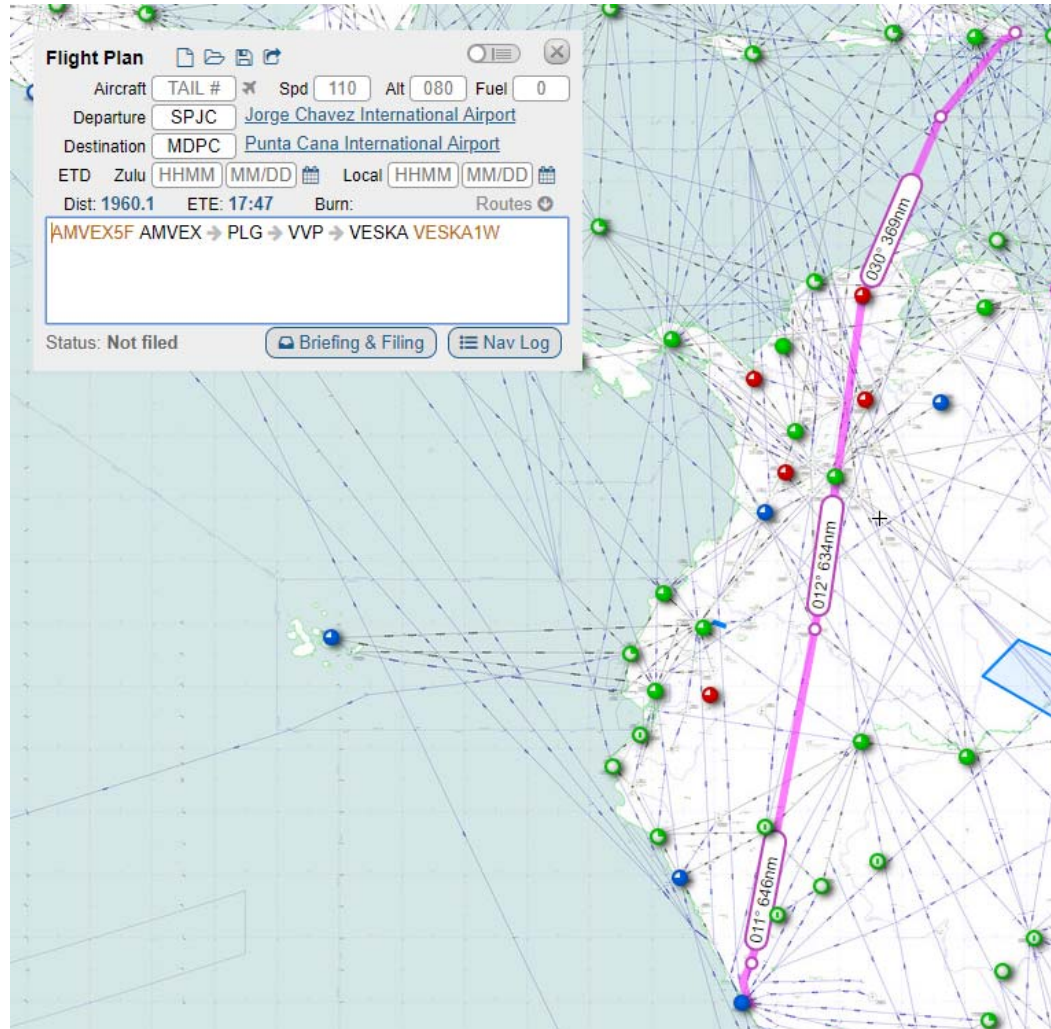 Flight Plan
Aircraft TAIL # Spd 110 Alt 080 Fuel 0
Departure SPJC Jorge Chavez International Airport
Destination MDPC Punta Cana International Airport
ETD Zulu HHMM MM/DD Local HHMM MM/DD
Dist: 1960.1 ETE: 17:47 Burn: Routes
AMVEX5F AMVEX → PLG → VVP → VESKA VESKA1W
Status: Not filed Briefing & Filing Nav Log
030° 369nm
012° 634nm
011° 646nm